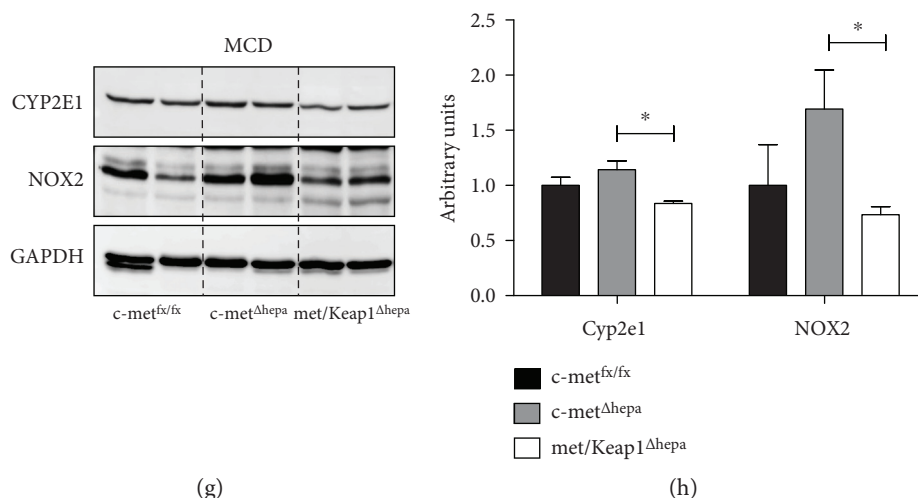 MCD
CYP2E1
NOX2
GAPDH
c-met^fx/fx c-met^Δhepa met/Keap1^Δhepa
(g)
2.5
2.0
1.5
1.0
0.5
0.0
Arbitrary units
*
*
Cyp2e1 NOX2
c-met^fx/fx
c-met^Δhepa
met/Keap1^Δhepa
(h)